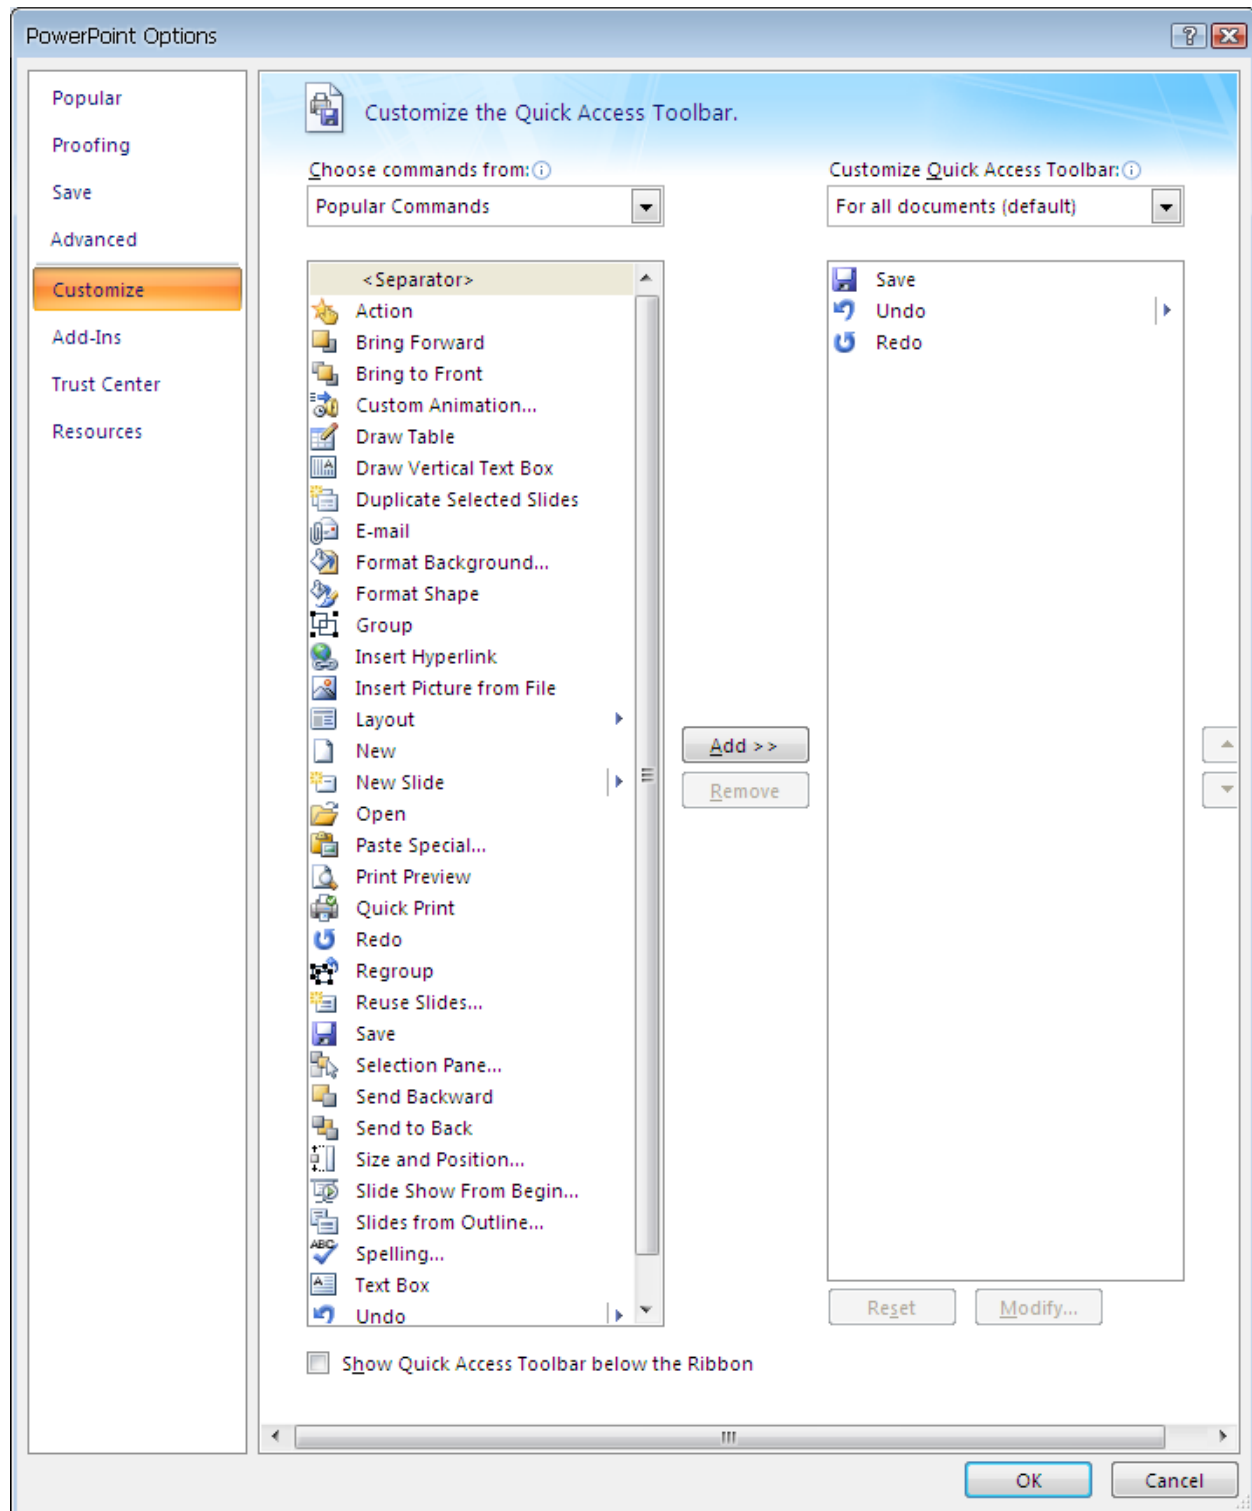 PowerPoint Options
Popular
Proofing
Save
Advanced
Customize
Add-Ins
Trust Center
Resources
Customize the Quick Access Toolbar.
Choose commands from:
Popular Commands
<Separator>
Action
Bring Forward
Bring to Front
Custom Animation...
Draw Table
Draw Vertical Text Box
Duplicate Selected Slides
E-mail
Format Background...
Format Shape
Group
Insert Hyperlink
Insert Picture from File
Layout
New
New Slide
Open
Paste Special...
Print Preview
Quick Print
Redo
Regroup
Reuse Slides...
Save
Selection Pane...
Send Backward
Send to Back
Size and Position...
Slide Show From Begin...
Slides from Outline...
Spelling...
Text Box
Undo
Add >>
Remove
Customize Quick Access Toolbar:
For all documents (default)
Save
Undo
Redo
Reset
Modify...
Show Quick Access Toolbar below the Ribbon
OK
Cancel